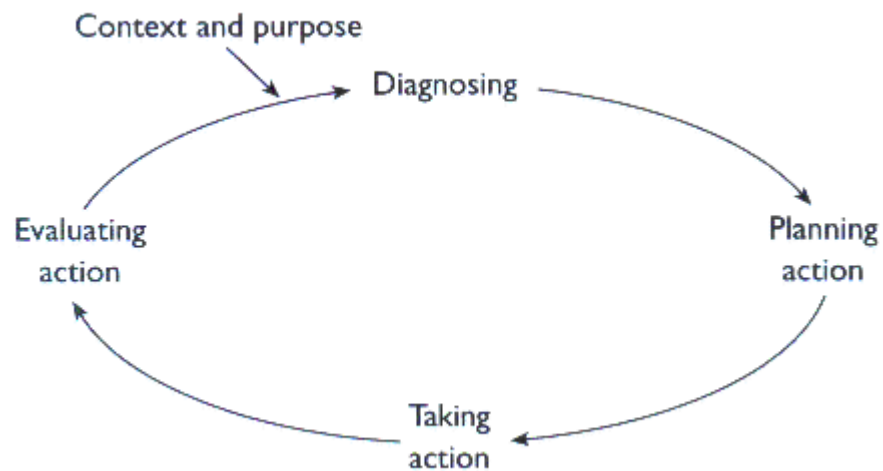 Context and purpose
Diagnosing
Evaluating
action
Planning
action
Taking
action